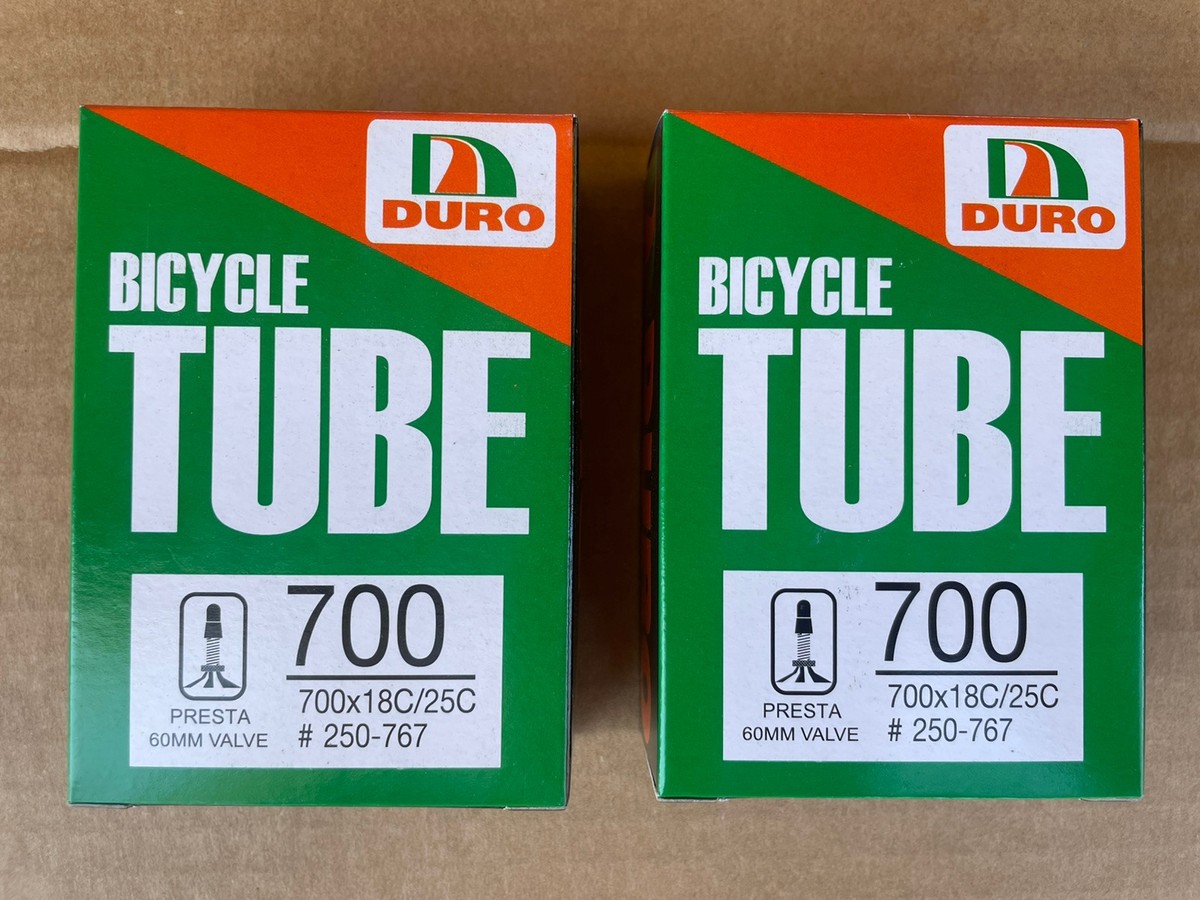 DURO
BICYCLE
TUBE
700
700x18C/25C
# 250-767
PRESTA
60MM VALVE
DURO
BICYCLE
TUBE
700
700x18C/25C
# 250-767
PRESTA
60MM VALVE